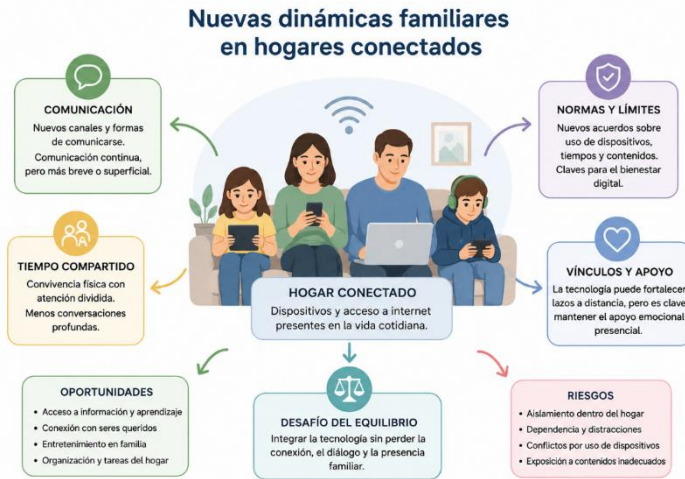 Nuevas dinámicas familiares
en hogares conectados
COMUNICACIÓN
Nuevos canales y formas
de comunicarse.
Comunicación continua,
pero más breve o superficial.
NORMAS Y LÍMITES
Nuevos acuerdos sobre
uso de dispositivos,
tiempos y contenidos.
Claves para el bienestar
digital.
TIEMPO COMPARTIDO
Convivencia física con
atención dividida.
Menos conversaciones
profundas.
HOGAR CONECTADO
Dispositivos y acceso a internet
presentes en la vida cotidiana.
VÍNCULOS Y APOYO
La tecnología puede fortalecer
lazos a distancia, pero es clave
mantener el apoyo emocional
presencial.
OPORTUNIDADES
• Acceso a información y aprendizaje
• Conexión con seres queridos
• Entretenimiento en familia
• Organización y tareas del hogar
DESAFÍO DEL EQUILIBRIO
Integrar la tecnología sin perder la
conexión, el diálogo y la presencia
familiar.
RIESGOS
• Aislamiento dentro del hogar
• Dependencia y distracciones
• Conflictos por uso de dispositivos
• Exposición a contenidos inadecuados